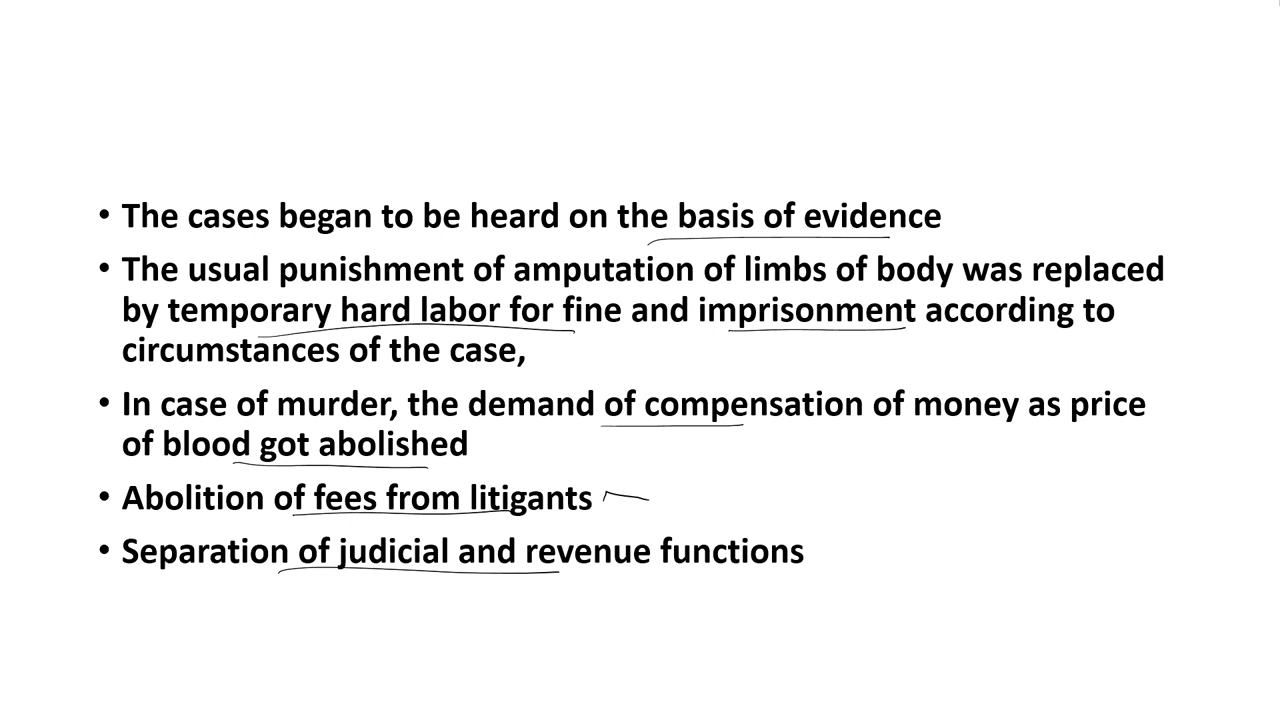 • The cases began to be heard on the basis of evidence
• The usual punishment of amputation of limbs of body was replaced
by temporary hard labor for fine and imprisonment according to
circumstances of the case,
• In case of murder, the demand of compensation of money as price
of blood got abolished
• Abolition of fees from litigants
• Separation of judicial and revenue functions